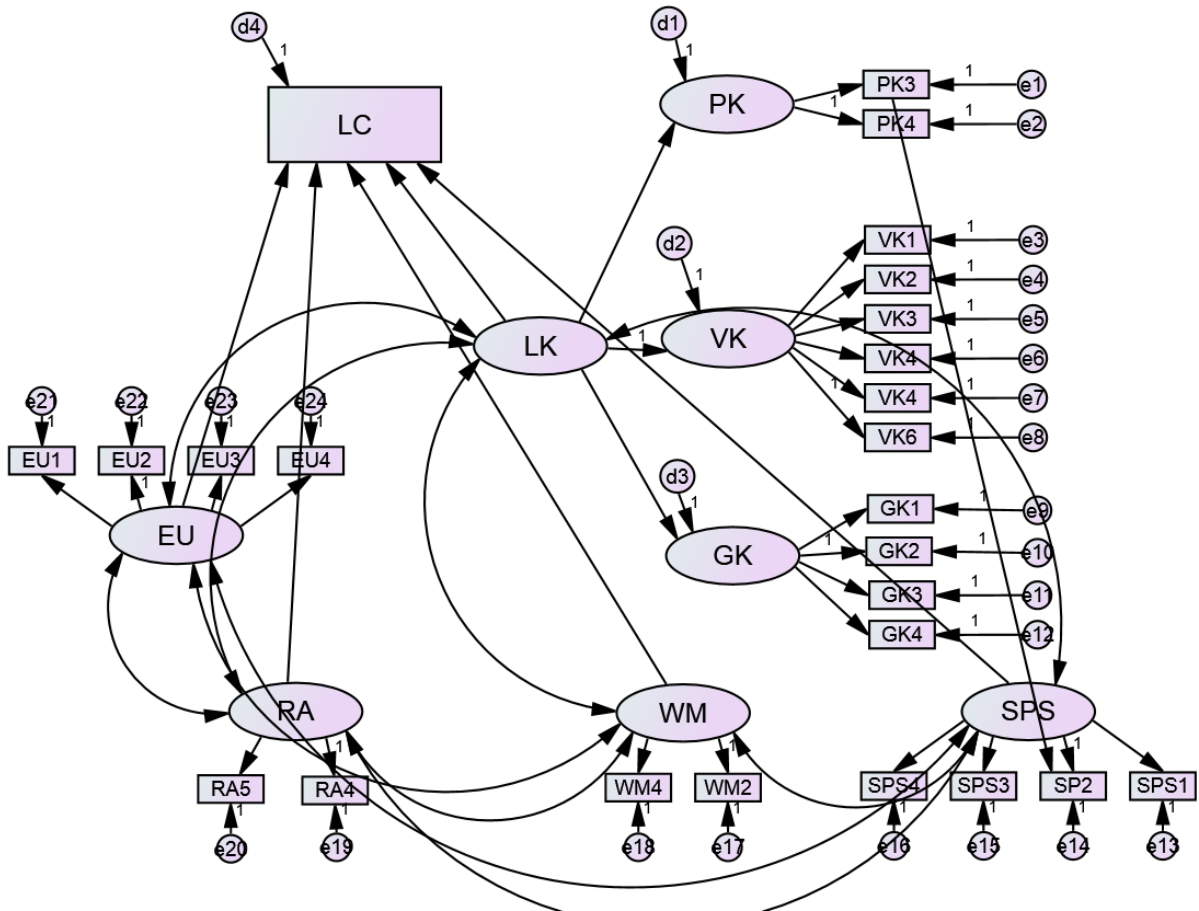 d4
1
LC
d1
1
PK
1
PK3
1
e1
PK4
1
e2
d2
1
LK
1
VK
1
VK1
1
e3
VK2
1
e4
VK3
1
e5
VK4
1
e6
VK4
1
e7
VK6
1
e8
e21
1
e22
1
e23
1
e24
1
EU1
EU2
EU3
EU4
1
EU
d3
1
GK
1
GK1
1
e9
GK2
1
e10
GK3
1
e11
GK4
1
e12
RA
1
RA5
1
e20
RA4
1
e19
WM
1
WM4
1
e18
WM2
1
e17
SPS
1
SPS4
1
e16
SPS3
1
e15
SP2
1
e14
SPS1
1
e13